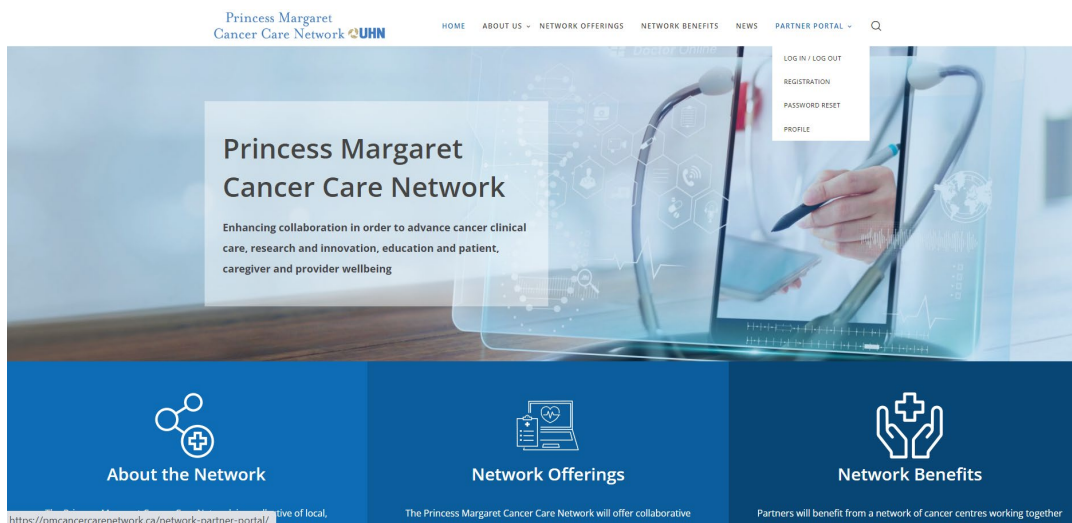 Princess Margaret
Cancer Care Network UHN
HOME ABOUT US NETWORK OFFERINGS NETWORK BENEFITS NEWS PARTNER PORTAL
Doctor Online
LOG IN / LOG OUT
REGISTRATION
PASSWORD RESET
PROFILE
Princess Margaret
Cancer Care Network
Enhancing collaboration in order to advance cancer clinical
care, research and innovation, education and patient,
caregiver and provider wellbeing
About the Network
Network Offerings
Network Benefits
The Princess Margaret Cancer Care Network will offer collaborative
Partners will benefit from a network of cancer centres working together
of local,
https://pmcancercarenetwork.ca/network-partner-portal/